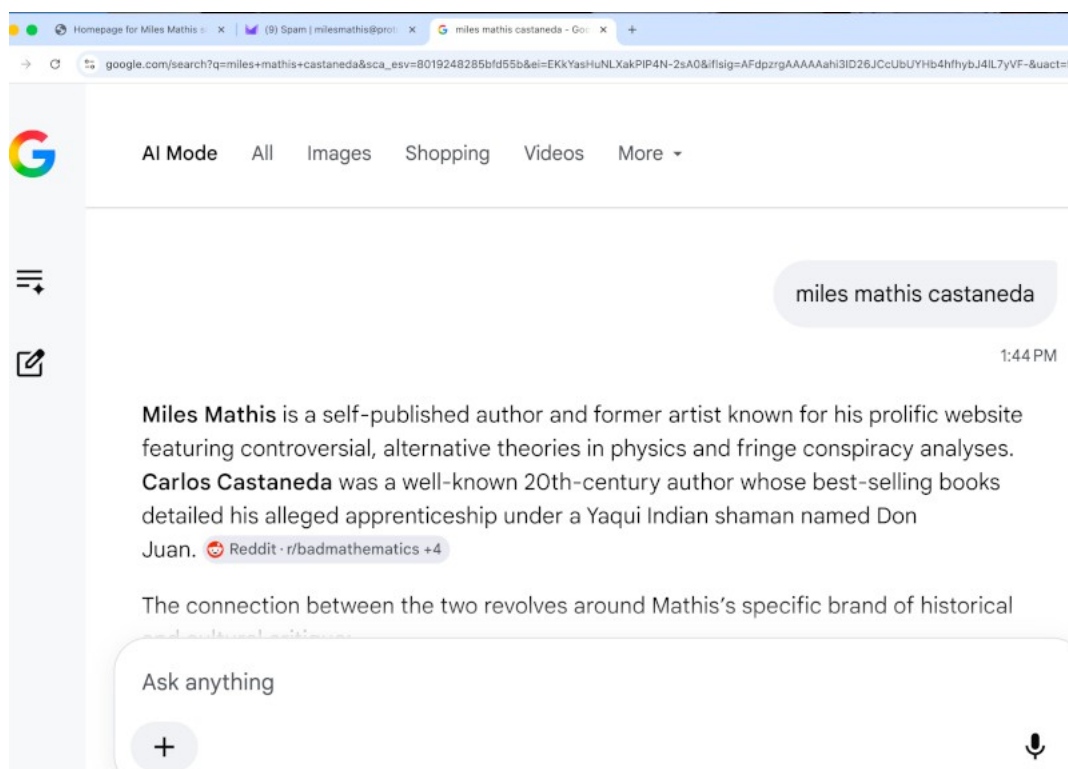 Homepage for Miles Mathis s
(9) Spam | milesmathis@prot
miles mathis castaneda - Goo
google.com/search?q=miles+mathis+castaneda&sca_esv=8019248285bfd55b&ei=EKkYasHuNLXakPIP4N-2sA0&iflsig=AFdpzrgAAAAAahi3ID26JCcUbUYHb4hfhybJ4lL7yVF-&uact=
AI Mode All Images Shopping Videos More
miles mathis castaneda
1:44 PM
Miles Mathis is a self-published author and former artist known for his prolific website
featuring controversial, alternative theories in physics and fringe conspiracy analyses.
Carlos Castaneda was a well-known 20th-century author whose best-selling books
detailed his alleged apprenticeship under a Yaqui Indian shaman named Don
Juan. Reddit · r/badmathematics +4
The connection between the two revolves around Mathis's specific brand of historical
and cultural critique:
Ask anything